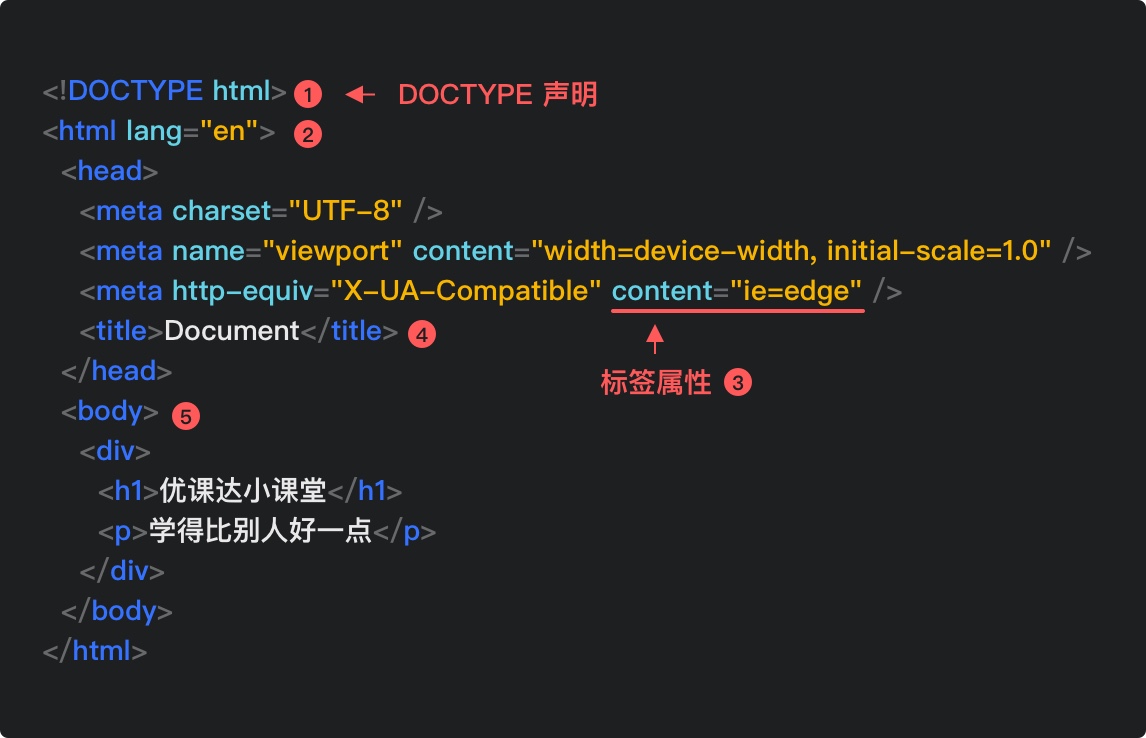 <!DOCTYPE html> 1 ← DOCTYPE 声明
<html lang="en"> 2
<head>
<meta charset="UTF-8" />
<meta name="viewport" content="width=device-width, initial-scale=1.0" />
<meta http-equiv="X-UA-Compatible" content="ie=edge" />
<title>Document</title> 4
</head>
标签属性 3
<body> 5
<div>
<h1>优课达小课堂</h1>
<p>学得比别人好一点</p>
</div>
</body>
</html>